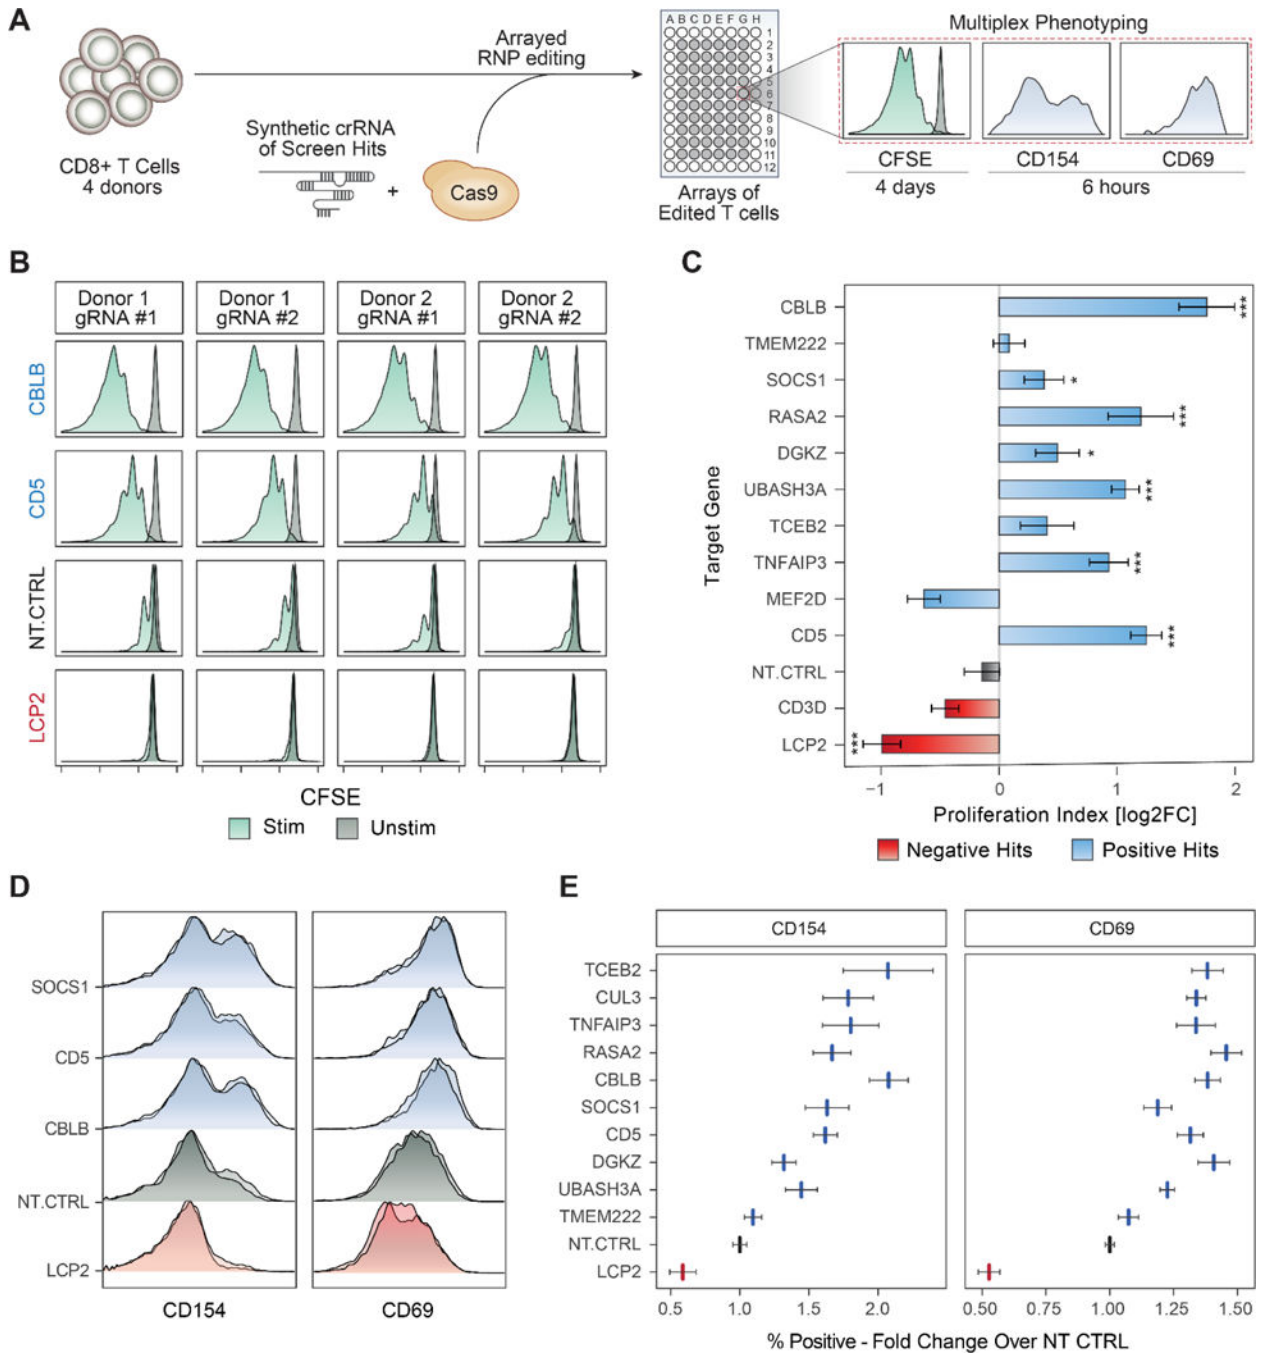 A
CD8+ T Cells
4 donors
Synthetic crRNA
of Screen Hits
+
Cas9
Arrayed
RNP editing
A B C D E F G H
1
2
3
4
5
6
7
8
9
10
11
12
Arrays of
Edited T cells
Multiplex Phenotyping
CFSE
CD154
CD69
4 days
6 hours
B
Donor 1
gRNA #1
Donor 1
gRNA #2
Donor 2
gRNA #1
Donor 2
gRNA #2
CBLB
CD5
NT.CTRL
LCP2
CFSE
Stim
Unstim
C
Target Gene
CBLB
***
TMEM222
SOCS1
*
RASA2
***
DGKZ
*
UBASH3A
***
TCEB2
TNFAIP3
***
MEF2D
CD5
***
NT.CTRL
CD3D
LCP2
***
−1
0
1
2
Proliferation Index [log2FC]
Negative Hits
Positive Hits
D
SOCS1
CD5
CBLB
NT.CTRL
LCP2
CD154
CD69
E
CD154
CD69
TCEB2
CUL3
TNFAIP3
RASA2
CBLB
SOCS1
CD5
DGKZ
UBASH3A
TMEM222
NT.CTRL
LCP2
0.5
1.0
1.5
2.0
0.50
0.75
1.00
1.25
1.50
% Positive - Fold Change Over NT CTRL